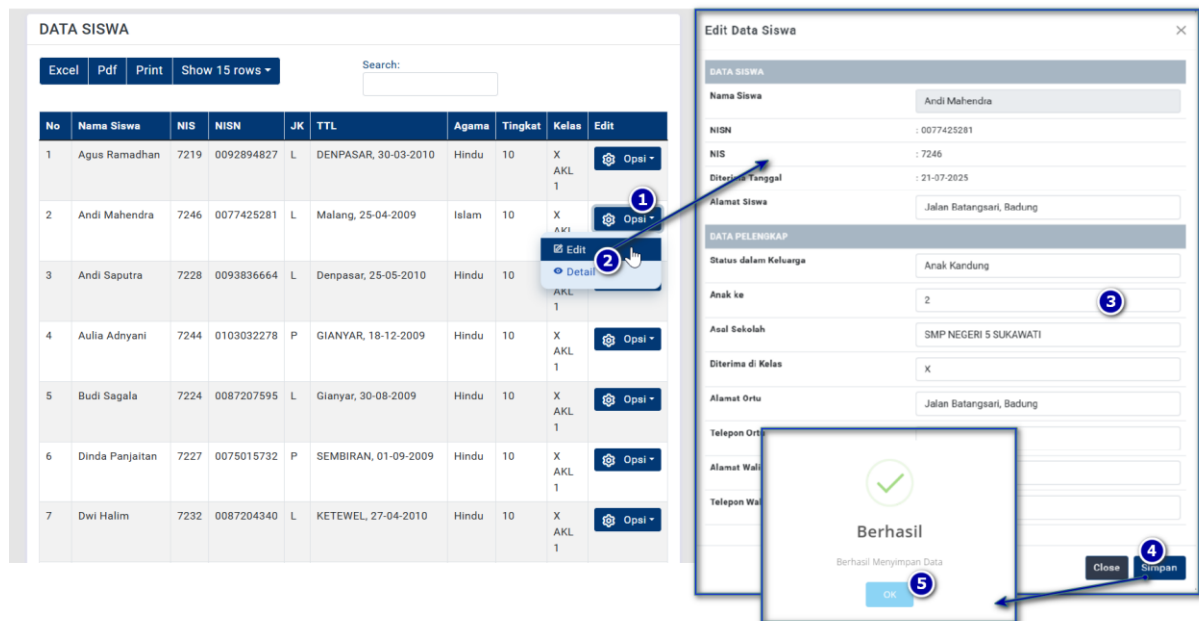 DATA SISWA
Excel Pdf Print Show 15 rows
Search:
No Nama Siswa NIS NISN JK TTL Agama Tingkat Kelas Edit
1 Agus Ramadhan 7219 0092894827 L DENPASAR, 30-03-2010 Hindu 10 X Opsi
AKL
1
1
2 Andi Mahendra 7246 0077425281 L Malang, 25-04-2009 Islam 10 X Opsi
AKL
Edit
2
Detail
3 Andi Saputra 7228 0093836664 L Denpasar, 25-05-2010 Hindu 10
AKL
1
4 Aulia Adnyani 7244 0103032278 P GIANYAR, 18-12-2009 Hindu 10 X Opsi
AKL
1
5 Budi Sagala 7224 0087207595 L Gianyar, 30-08-2009 Hindu 10 X Opsi
AKL
1
6 Dinda Panjaitan 7227 0075015732 P SEMBIRAN, 01-09-2009 Hindu 10 X Opsi
AKL
1
7 Dwi Halim 7232 0087204340 L KETEWEL, 27-04-2010 Hindu 10 X Opsi
AKL
1
Edit Data Siswa ×
DATA SISWA
Nama Siswa Andi Mahendra
NISN : 0077425281
NIS : 7246
Diterima Tanggal : 21-07-2025
Alamat Siswa Jalan Batangsari, Badung
DATA PELENGKAP
Status dalam Keluarga Anak Kandung
Anak ke 2
3
Asal Sekolah SMP NEGERI 5 SUKAWATI
Diterima di Kelas X
Alamat Ortu Jalan Batangsari, Badung
Telepon Ortu
Alamat Wali
Telepon Wal
4
Close Simpan
Berhasil
Berhasil Menyimpan Data
5
OK